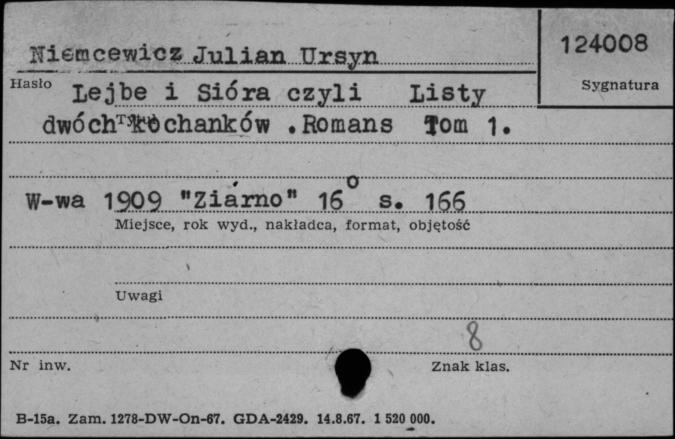 Niemcewicz Julian Ursyn
124008
Hasło
Sygnatura
Lejbe i Sióra czyli Listy
dwóch kochanków . Romans Tom 1.
W-wa 1909 "Ziarno" 16° s. 166
Miejsce, rok wyd., nakładca, format, objętość
Uwagi
8
Nr inw.
Znak klas.
B-15a. Zam. 1278-DW-On-67. GDA-2429. 14.8.67. 1 520 000.